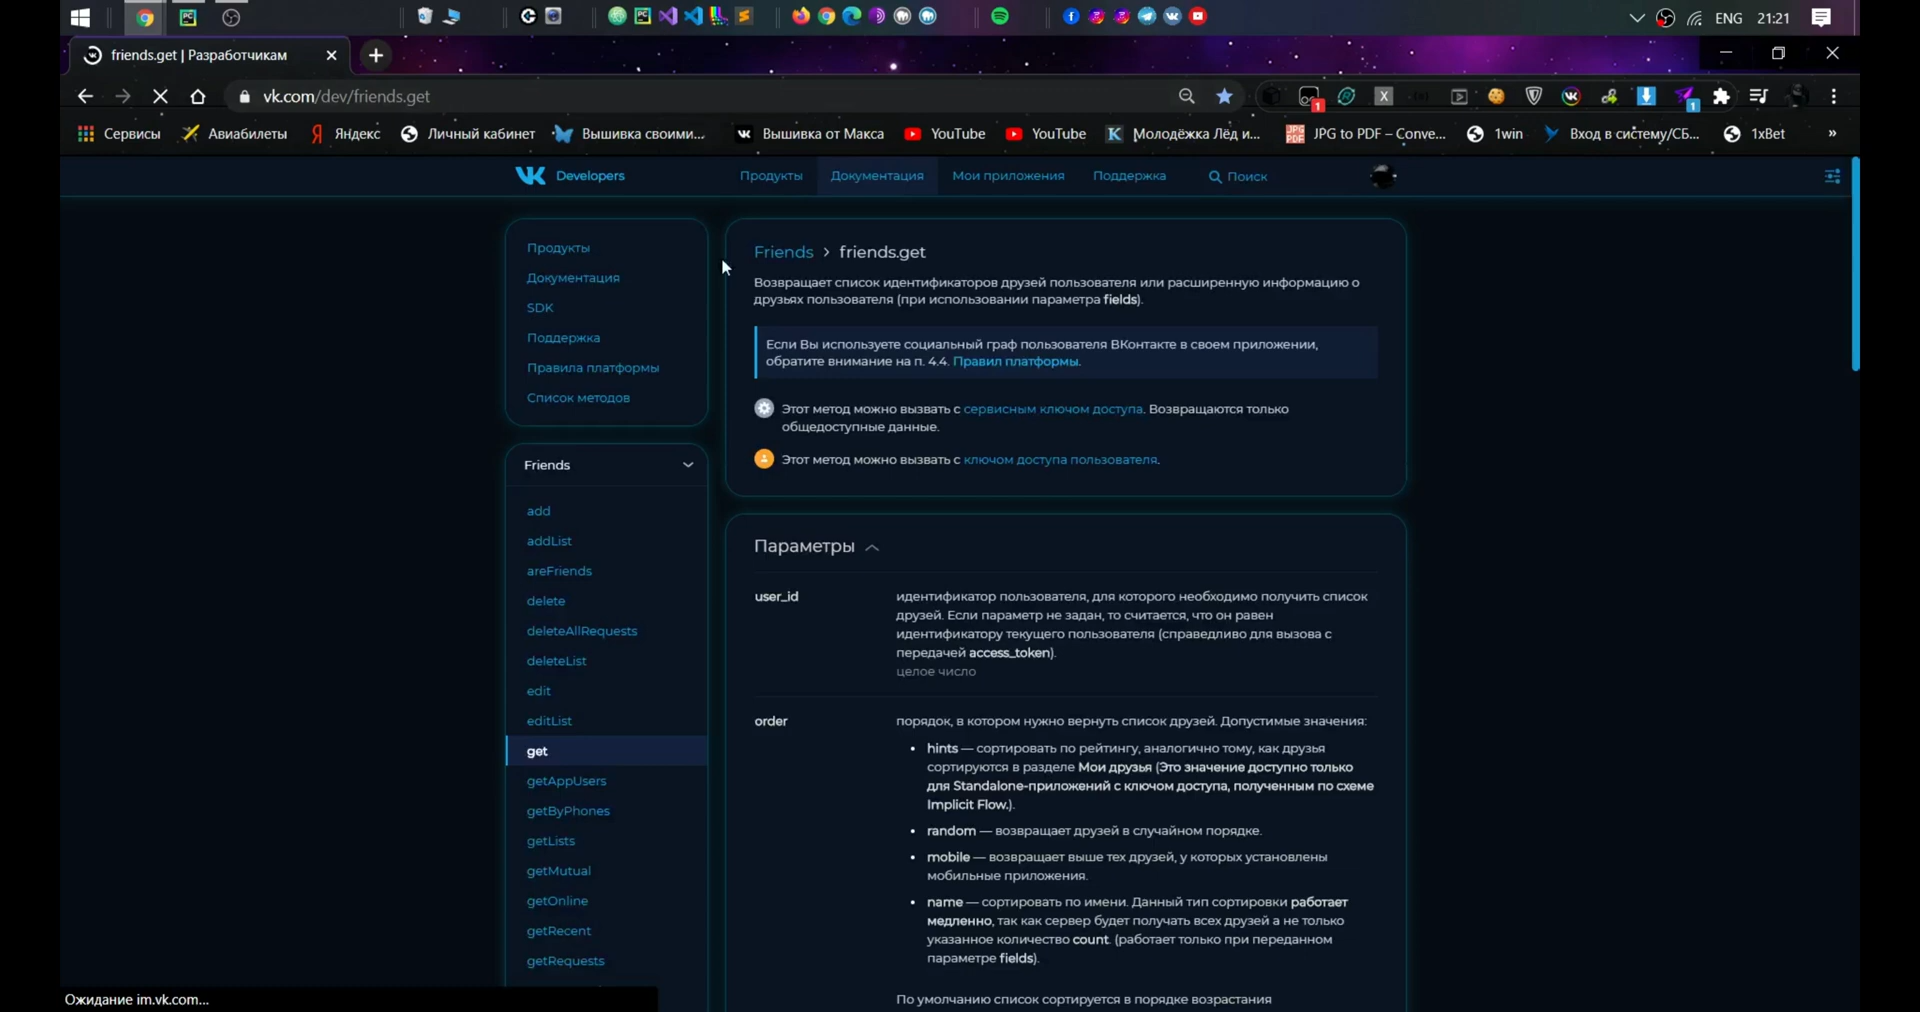 ENG 21:21
friends.get | Разработчикам
vk.com/dev/friends.get
Сервисы Авиабилеты Яндекс Личный кабинет Вышивка своими... Вышивка от Макса YouTube YouTube Молодёжка Лёд и... JPG to PDF – Conve... 1win Вход в систему/СБ... 1xBet »
Developers Продукты Документация Мои приложения Поддержка Поиск
Продукты
Документация
SDK
Поддержка
Правила платформы
Список методов
Friends
add
addList
areFriends
delete
deleteAllRequests
deleteList
edit
editList
get
getAppUsers
getByPhones
getLists
getMutual
getOnline
getRecent
getRequests
Friends › friends.get
Возвращает список идентификаторов друзей пользователя или расширенную информацию о
друзьях пользователя (при использовании параметра fields).
Если Вы используете социальный граф пользователя ВКонтакте в своем приложении,
обратите внимание на п. 4.4. Правил платформы.
Этот метод можно вызвать с сервисным ключом доступа. Возвращаются только
общедоступные данные.
Этот метод можно вызвать с ключом доступа пользователя.
Параметры
user_id
идентификатор пользователя, для которого необходимо получить список
друзей. Если параметр не задан, то считается, что он равен
идентификатору текущего пользователя (справедливо для вызова с
передачей access_token).
целое число
order
порядок, в котором нужно вернуть список друзей. Допустимые значения:
• hints — сортировать по рейтингу, аналогично тому, как друзья
сортируются в разделе Мои друзья (Это значение доступно только
для Standalone-приложений с ключом доступа, полученным по схеме
Implicit Flow.).
• random — возвращает друзей в случайном порядке.
• mobile — возвращает выше тех друзей, у которых установлены
мобильные приложения.
• name — сортировать по имени. Данный тип сортировки работает
медленно, так как сервер будет получать всех друзей а не только
указанное количество count. (работает только при переданном
параметре fields).
По умолчанию список сортируется в порядке возрастания
Ожидание im.vk.com...